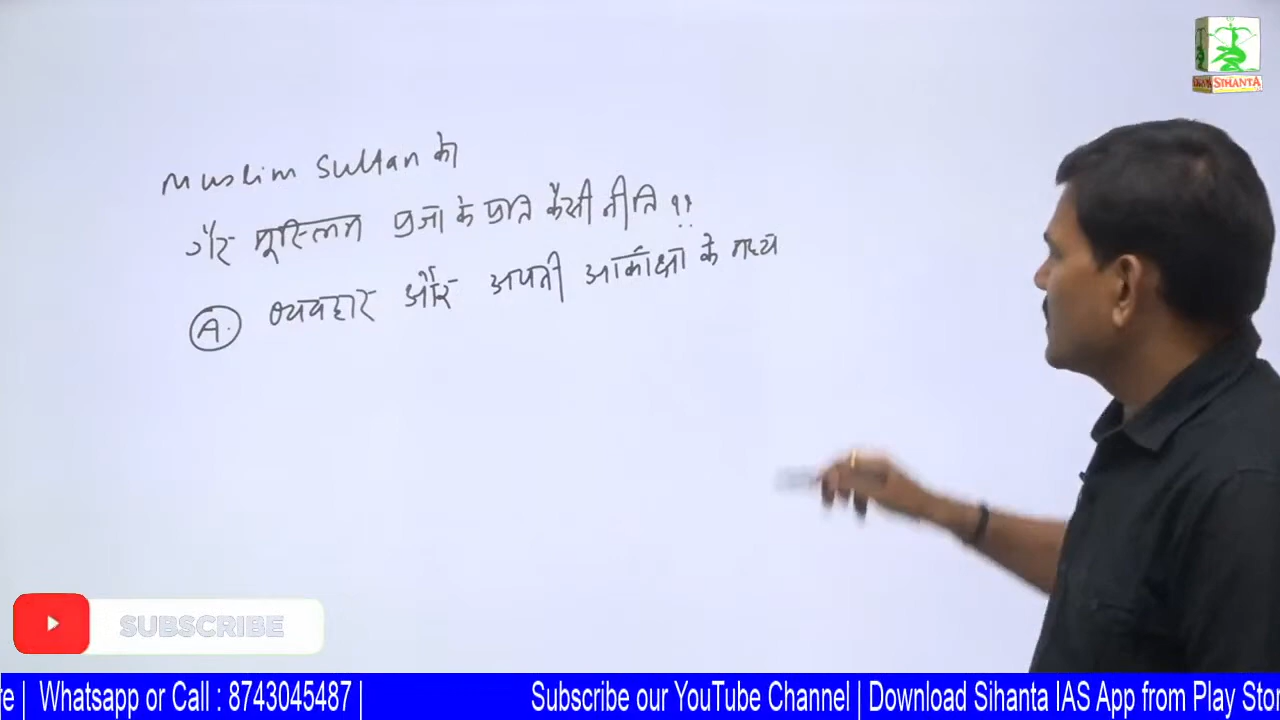 SIHANTA
Muslim Sultan को
गैर मुस्लिम प्रजा के प्रति कैसी नीति ??
A. व्यवहार और अपनी आकांक्षा के मध्य
SUBSCRIBE
re | Whatsapp or Call : 8743045487 | Subscribe our YouTube Channel | Download Sihanta IAS App from Play Stor